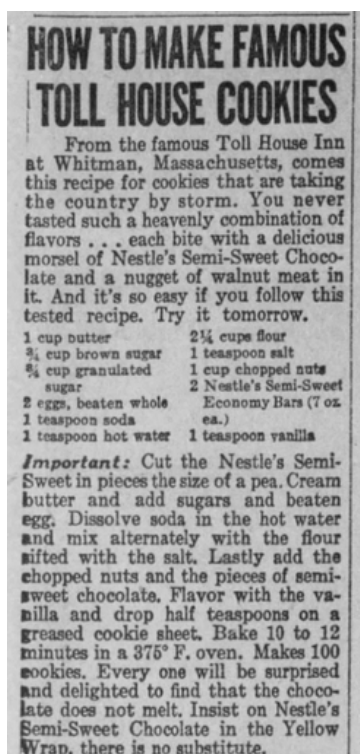 HOW TO MAKE FAMOUS
TOLL HOUSE COOKIES
From the famous Toll House Inn
at Whitman, Massachusetts, comes
this recipe for cookies that are taking
the country by storm. You never
tasted such a heavenly combination of
flavors . . . each bite with a delicious
morsel of Nestle's Semi-Sweet Choco-
late and a nugget of walnut meat in
it. And it's so easy if you follow this
tested recipe. Try it tomorrow.
1 cup butter
¾ cup brown sugar
¾ cup granulated
sugar
2 eggs, beaten whole
1 teaspoon soda
1 teaspoon hot water
2¼ cups flour
1 teaspoon salt
1 cup chopped nuts
2 Nestle's Semi-Sweet
Economy Bars (7 oz.
ea.)
1 teaspoon vanilla
Important: Cut the Nestle's Semi-
Sweet in pieces the size of a pea. Cream
butter and add sugars and beaten
egg. Dissolve soda in the hot water
and mix alternately with the flour
sifted with the salt. Lastly add the
chopped nuts and the pieces of semi-
sweet chocolate. Flavor with the va-
nilla and drop half teaspoons on a
greased cookie sheet. Bake 10 to 12
minutes in a 375° F. oven. Makes 100
cookies. Every one will be surprised
and delighted to find that the choco-
late does not melt. Insist on Nestle's
Semi-Sweet Chocolate in the Yellow
Wrap, there is no substitute.